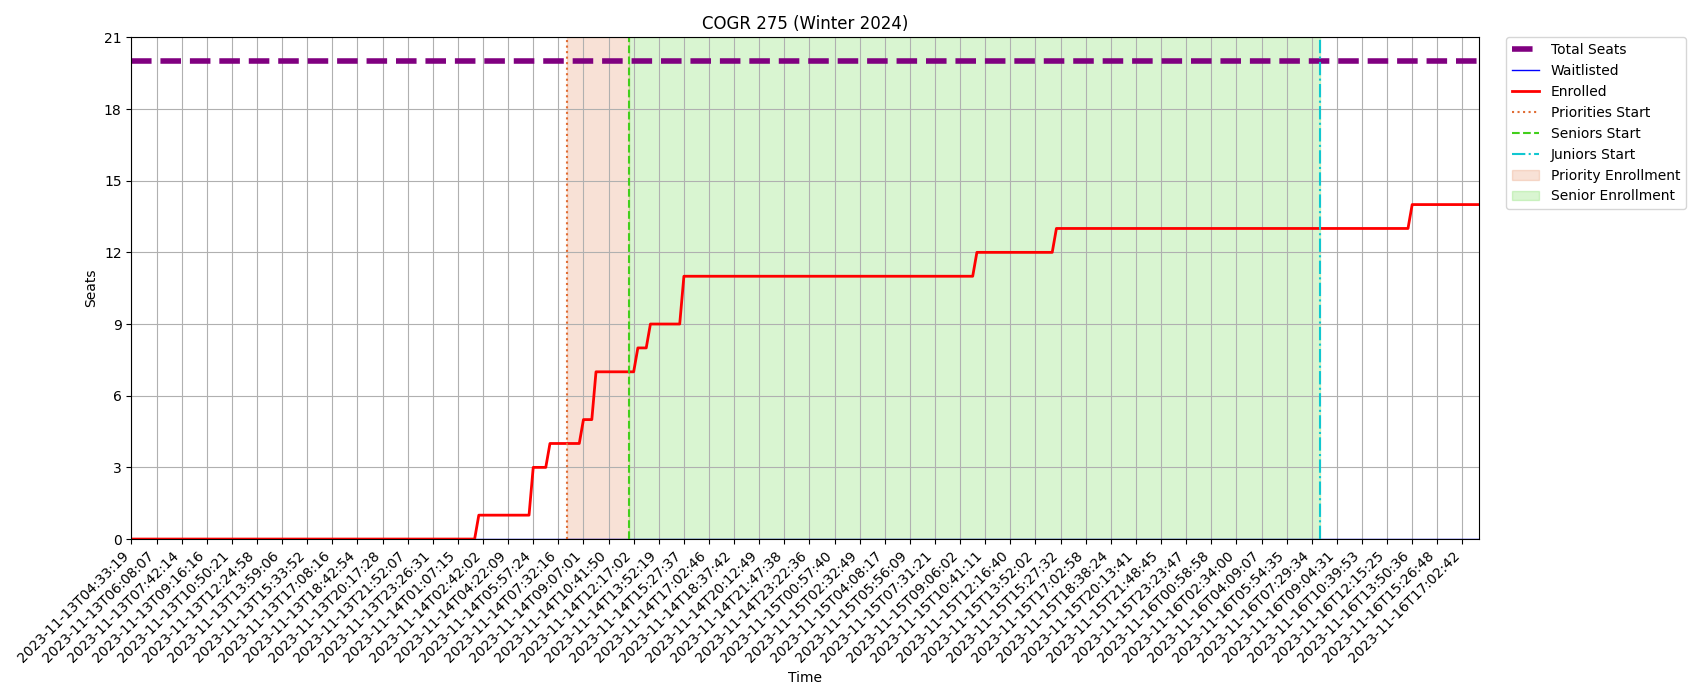 COGR 275 (Winter 2024)
21
18
15
12
9
6
3
0
Seats
2023-11-13T04:33:19
2023-11-13T06:08:07
2023-11-13T07:42:14
2023-11-13T09:16:16
2023-11-13T10:50:21
2023-11-13T12:24:58
2023-11-13T13:59:06
2023-11-13T15:33:52
2023-11-13T17:08:16
2023-11-13T18:42:54
2023-11-13T20:17:28
2023-11-13T21:52:07
2023-11-13T23:26:31
2023-11-14T01:07:15
2023-11-14T02:42:02
2023-11-14T04:22:09
2023-11-14T05:57:24
2023-11-14T07:32:16
2023-11-14T09:07:01
2023-11-14T10:41:50
2023-11-14T12:17:02
2023-11-14T13:52:19
2023-11-14T15:27:37
2023-11-14T17:02:46
2023-11-14T18:37:42
2023-11-14T20:12:49
2023-11-14T21:47:38
2023-11-14T23:22:36
2023-11-15T00:57:40
2023-11-15T02:32:49
2023-11-15T04:08:17
2023-11-15T05:56:09
2023-11-15T07:31:21
2023-11-15T09:06:02
2023-11-15T10:41:11
2023-11-15T12:16:40
2023-11-15T13:52:02
2023-11-15T15:27:32
2023-11-15T17:02:58
2023-11-15T18:38:24
2023-11-15T20:13:41
2023-11-15T21:48:45
2023-11-15T23:23:47
2023-11-16T00:58:58
2023-11-16T02:34:00
2023-11-16T04:09:07
2023-11-16T05:54:35
2023-11-16T07:29:34
2023-11-16T09:04:31
2023-11-16T10:39:53
2023-11-16T12:15:25
2023-11-16T13:50:36
2023-11-16T15:26:48
2023-11-16T17:02:42
Time
Total Seats
Waitlisted
Enrolled
Priorities Start
Seniors Start
Juniors Start
Priority Enrollment
Senior Enrollment